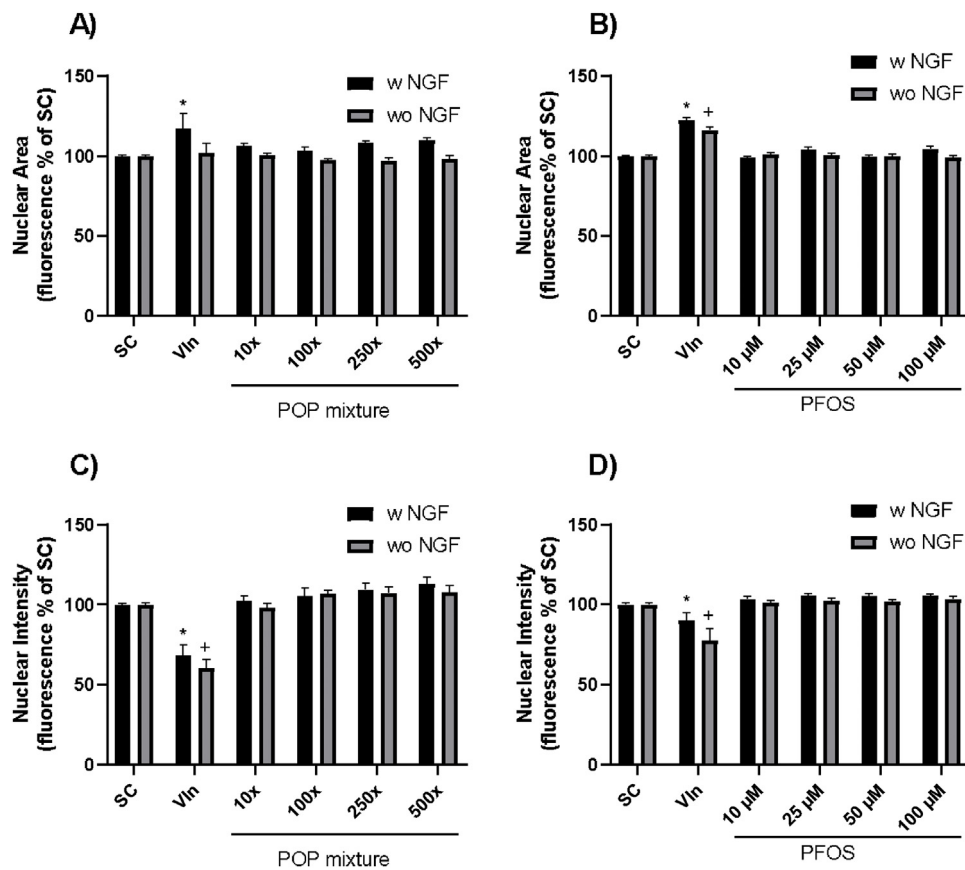 A)
w NGF
wo NGF
150
100
50
0
Nuclear Area
(fluorescence % of SC)
*
SC
Vln
10x
100x
250x
500x
POP mixture
B)
w NGF
wo NGF
150
100
50
0
Nuclear Area
(fluorescence% of SC)
* +
SC
Vln
10 µM
25 µM
50 µM
100 µM
PFOS
C)
w NGF
wo NGF
150
100
50
0
Nuclear Intensity
(fluorescence % of SC)
* +
SC
Vln
10x
100x
250x
500x
POP mixture
D)
w NGF
wo NGF
150
100
50
0
Nuclear Intensity
(fluorescence % of SC)
* +
SC
Vln
10 µM
25 µM
50 µM
100 µM
PFOS